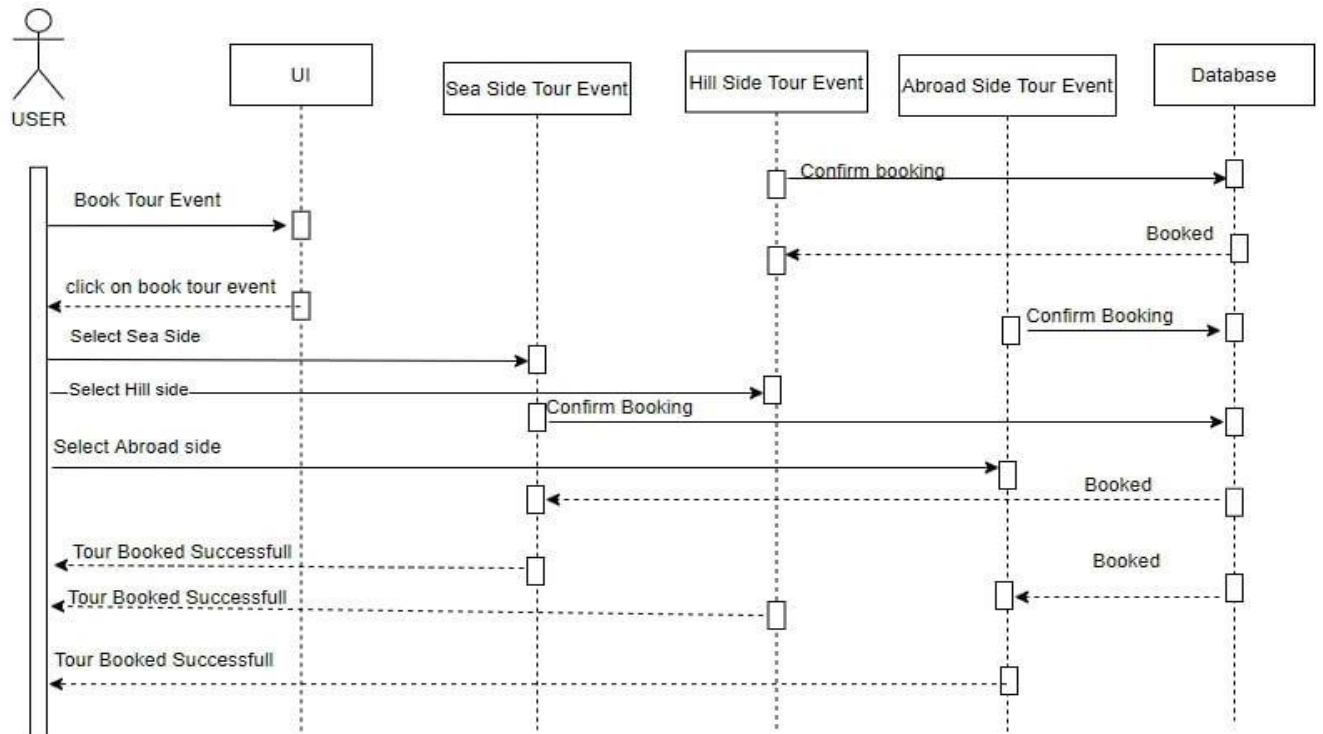 USER
UI
Sea Side Tour Event
Hill Side Tour Event
Abroad Side Tour Event
Database
Confirm booking
Book Tour Event
Booked
click on book tour event
Confirm Booking
Select Sea Side
Select Hill side
Confirm Booking
Select Abroad side
Booked
Tour Booked Successfull
Booked
Tour Booked Successfull
Tour Booked Successfull